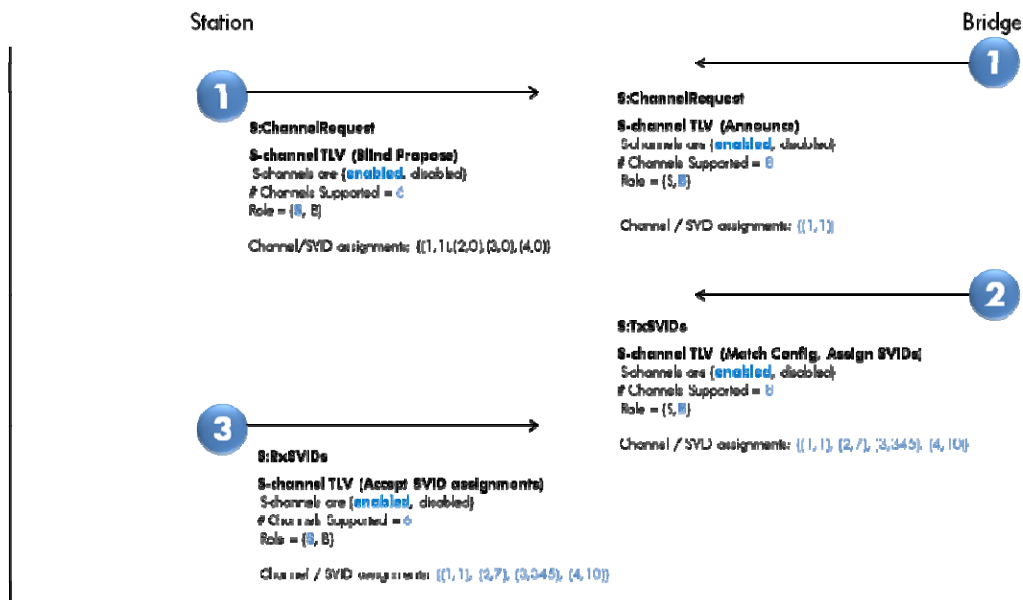 Station
Bridge
1
S:ChannelRequest
S-channel TLV (Blind Propose)
S-channels are {enabled, disabled}
# Channels Supported = 6
Role = {S, B}
Channel/SVID assignments: {(1,1),(2,0),(3,0),(4,0)}
1
S:ChannelRequest
S-channel TLV (Announce)
S-channels are {enabled, disabled}
# Channels Supported = 8
Role = {S,B}
Channel / SVID assignments: {(1,1)}
2
S:TxSVIDs
S-channel TLV (Match Config, Assign SVIDs)
S-channels are {enabled, disabled}
# Channels Supported = 8
Role = {S,B}
Channel / SVID assignments: {(1,1), (2,7), (3,345), (4,10)}
3
S:RxSVIDs
S-channel TLV (Accept SVID assignments)
S-channels are {enabled, disabled}
# Channels Supported = 6
Role = {S, B}
Channel / SVID assignments: {(1,1), (2,7), (3,345), (4,10)}